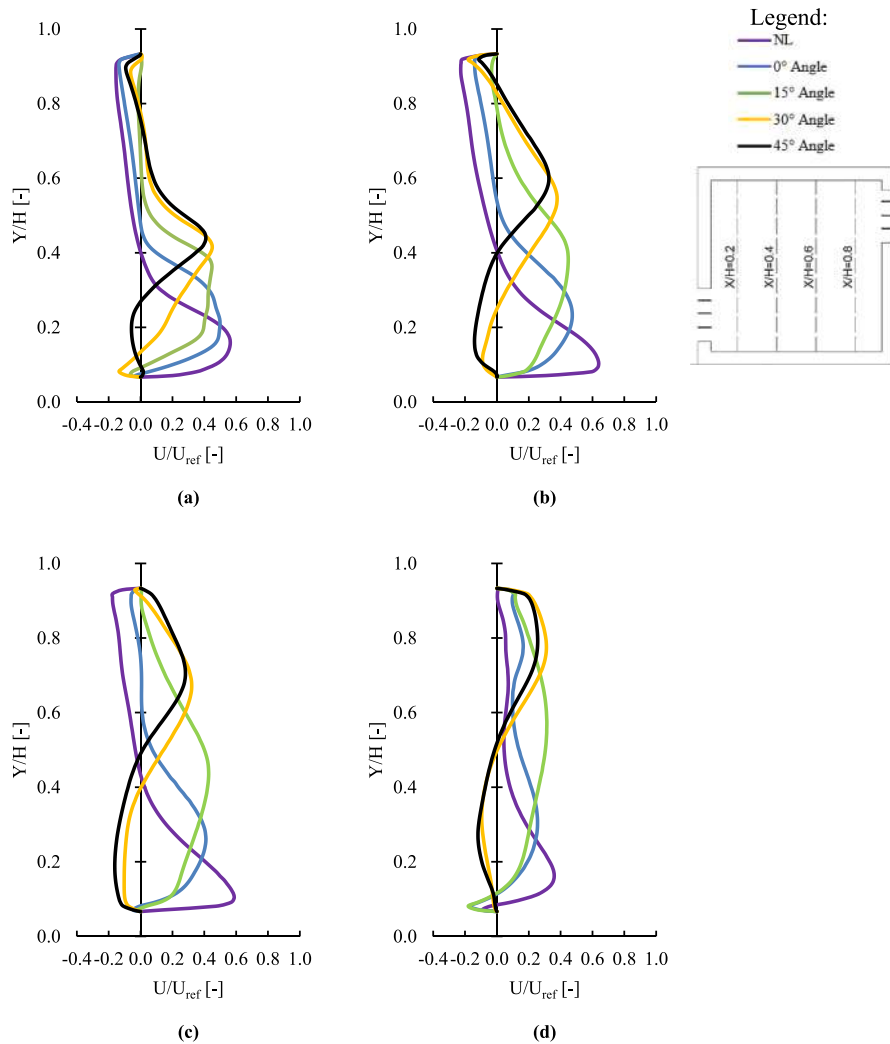 Legend:
NL
0° Angle
15° Angle
30° Angle
45° Angle
X/H=0.2
X/H=0.4
X/H=0.6
X/H=0.8
1.0
0.8
0.6
0.4
0.2
0.0
Y/H [-]
-0.4 -0.2 0.0 0.2 0.4 0.6 0.8 1.0
U/Uref [-]
(a)
1.0
0.8
0.6
0.4
0.2
0.0
Y/H [-]
-0.4 -0.2 0.0 0.2 0.4 0.6 0.8 1.0
U/Uref [-]
(b)
1.0
0.8
0.6
0.4
0.2
0.0
Y/H [-]
-0.4 -0.2 0.0 0.2 0.4 0.6 0.8 1.0
U/Uref [-]
(c)
1.0
0.8
0.6
0.4
0.2
0.0
Y/H [-]
-0.4 -0.2 0.0 0.2 0.4 0.6 0.8 1.0
U/Uref [-]
(d)